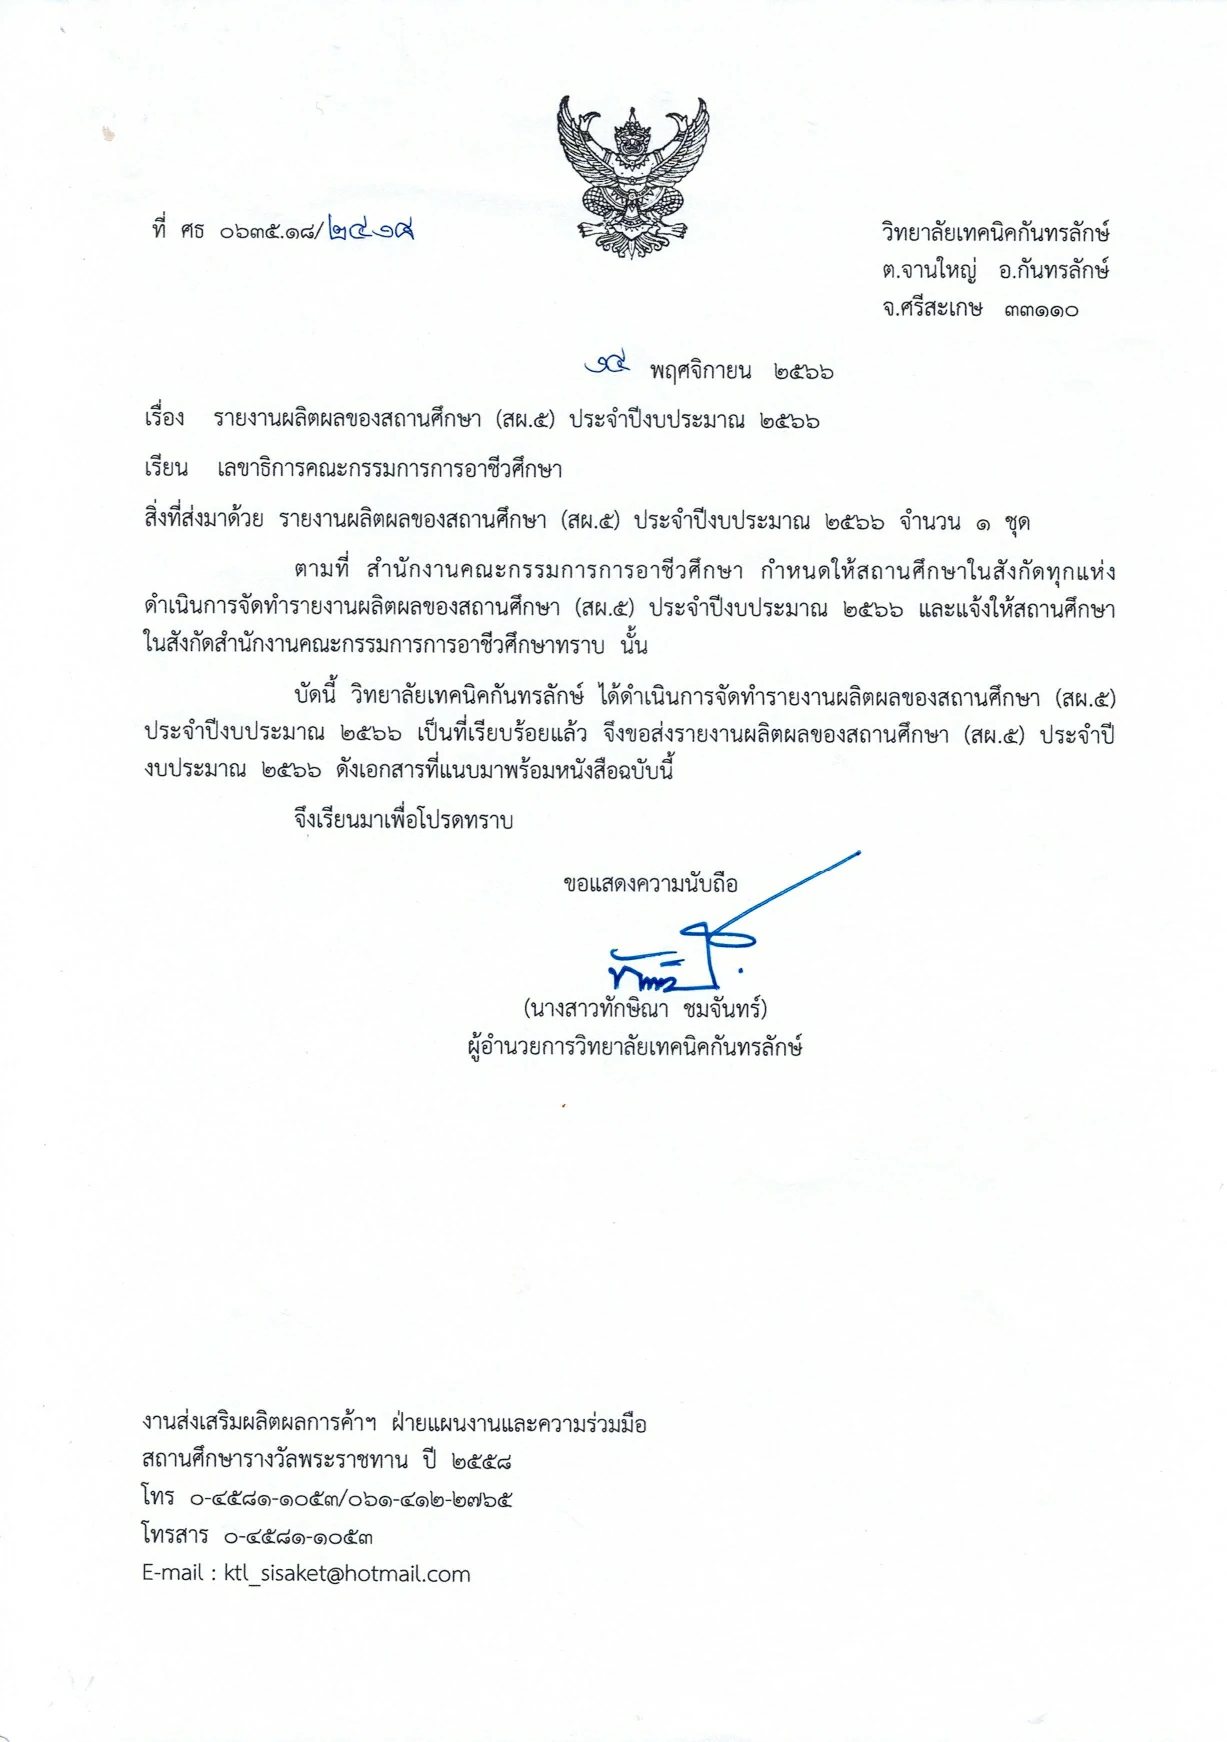 ที่ ศธ ๐๖๓๕.๑๘/
วิทยาลัยเทคนิคกันทรลักษ์
ต.จานใหญ่ อ.กันทรลักษ์
จ.ศรีสะเกษ ๓๓๑๑๐
พฤศจิกายน ๒๕๖๖
เรื่อง รายงานผลิตผลของสถานศึกษา (สผ.๕) ประจำปีงบประมาณ ๒๕๖๖
เรียน เลขาธิการคณะกรรมการการอาชีวศึกษา
สิ่งที่ส่งมาด้วย รายงานผลิตผลของสถานศึกษา (สผ.๕) ประจำปีงบประมาณ ๒๕๖๖ จำนวน ๑ ชุด
ตามที่ สำนักงานคณะกรรมการการอาชีวศึกษา กำหนดให้สถานศึกษาในสังกัดทุกแห่ง
ดำเนินการจัดทำรายงานผลิตผลของสถานศึกษา (สผ.๕) ประจำปีงบประมาณ ๒๕๖๖ และแจ้งให้สถานศึกษา
ในสังกัดสำนักงานคณะกรรมการการอาชีวศึกษาทราบ นั้น
บัดนี้ วิทยาลัยเทคนิคกันทรลักษ์ ได้ดำเนินการจัดทำรายงานผลิตผลของสถานศึกษา (สผ.๕)
ประจำปีงบประมาณ ๒๕๖๖ เป็นที่เรียบร้อยแล้ว จึงขอส่งรายงานผลิตผลของสถานศึกษา (สผ.๕) ประจำปี
งบประมาณ ๒๕๖๖ ดังเอกสารที่แนบมาพร้อมหนังสือฉบับนี้
จึงเรียนมาเพื่อโปรดทราบ
ขอแสดงความนับถือ
(นางสาวทักษิณา ชมจันทร์)
ผู้อำนวยการวิทยาลัยเทคนิคกันทรลักษ์
งานส่งเสริมผลิตผลการค้าฯ ฝ่ายแผนงานและความร่วมมือ
สถานศึกษารางวัลพระราชทาน ปี ๒๕๕๘
โทร ๐-๔๕๘๑-๑๐๕๓/๐๖๑-๔๑๒-๒๗๖๕
โทรสาร ๐-๔๕๘๑-๑๐๕๓
E-mail : ktl_sisaket@hotmail.com